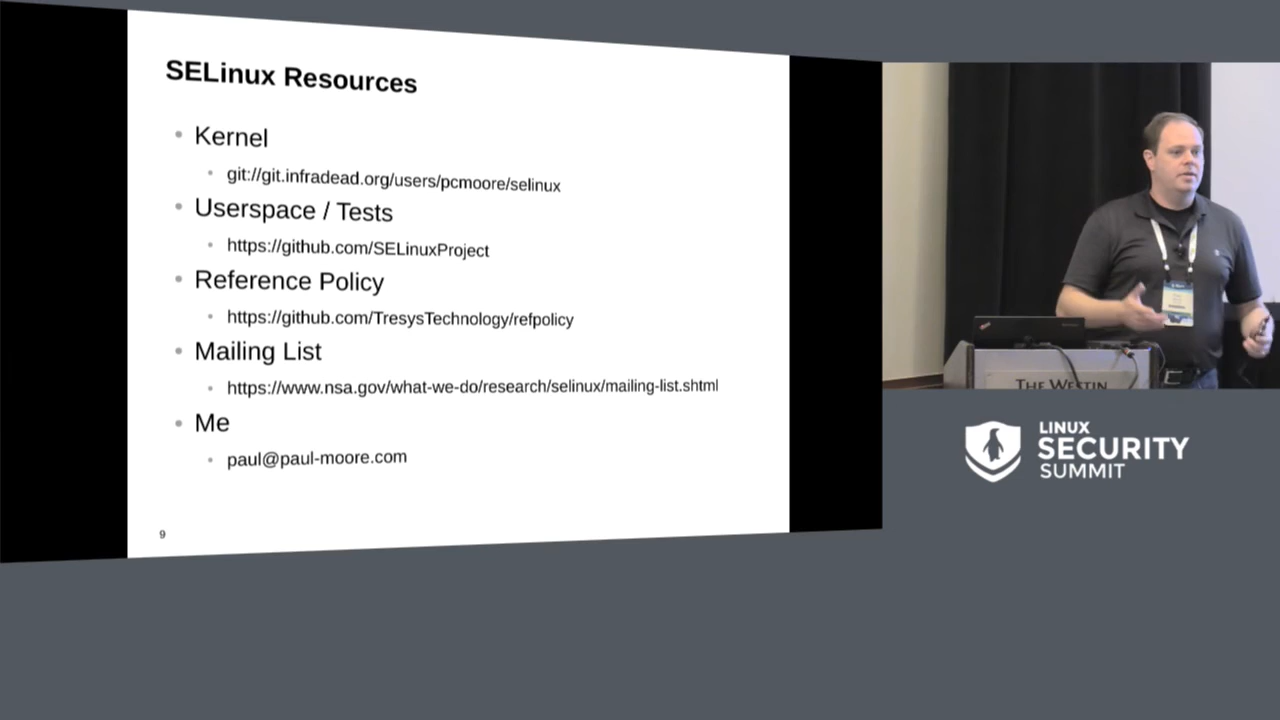 SELinux Resources
Kernel
git://git.infradead.org/users/pcmoore/selinux
Userspace / Tests
https://github.com/SELinuxProject
Reference Policy
https://github.com/TresysTechnology/refpolicy
Mailing List
https://www.nsa.gov/what-we-do/research/selinux/mailing-list.shtml
Me
paul@paul-moore.com
9
THE WESTIN
LINUX
SECURITY
SUMMIT